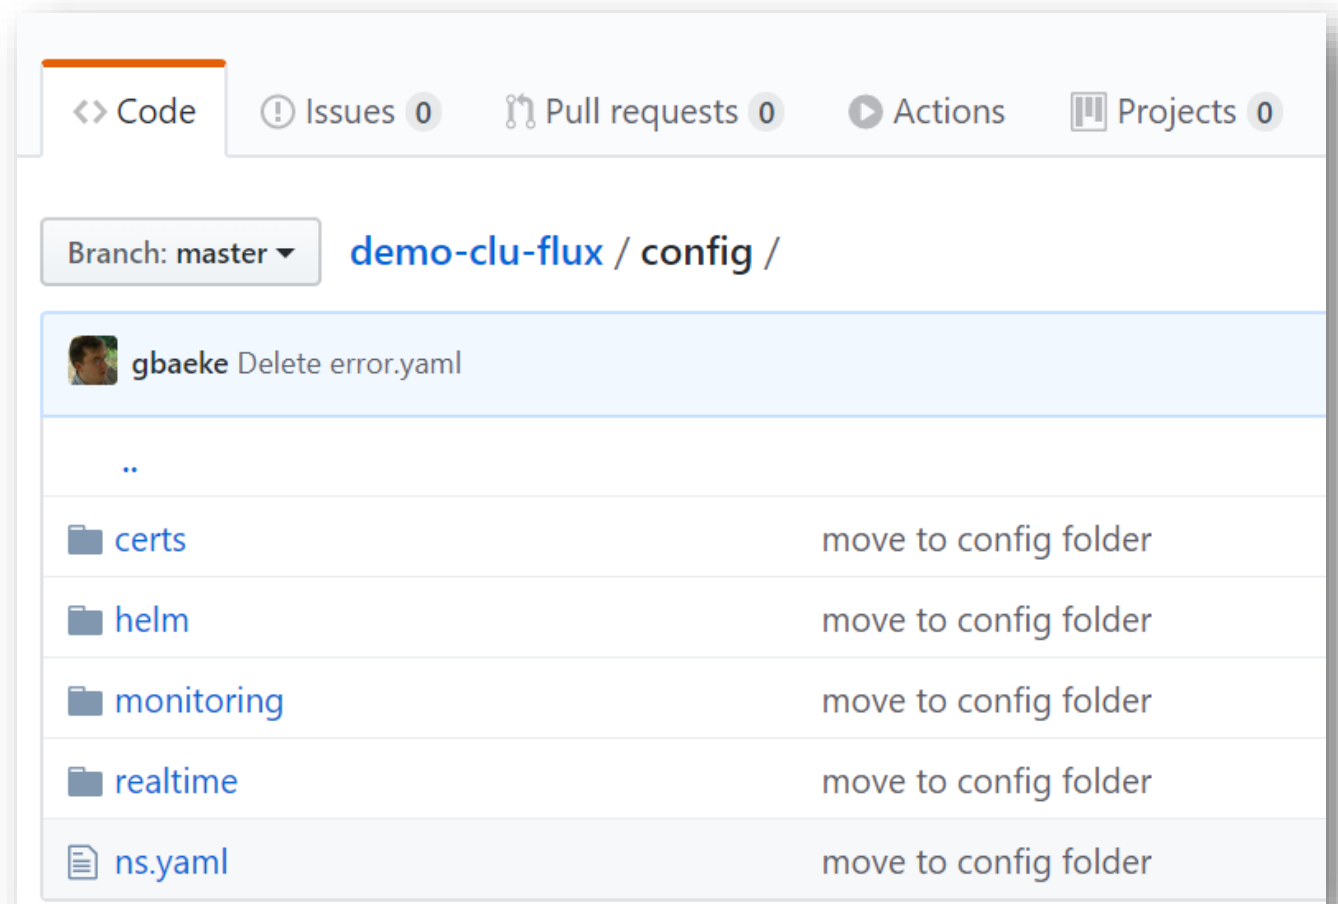 Code Issues 0 Pull requests 0 Actions Projects 0
Branch: master demo-clu-flux / config /
gbaeke Delete error.yaml
..
certs move to config folder
helm move to config folder
monitoring move to config folder
realtime move to config folder
ns.yaml move to config folder